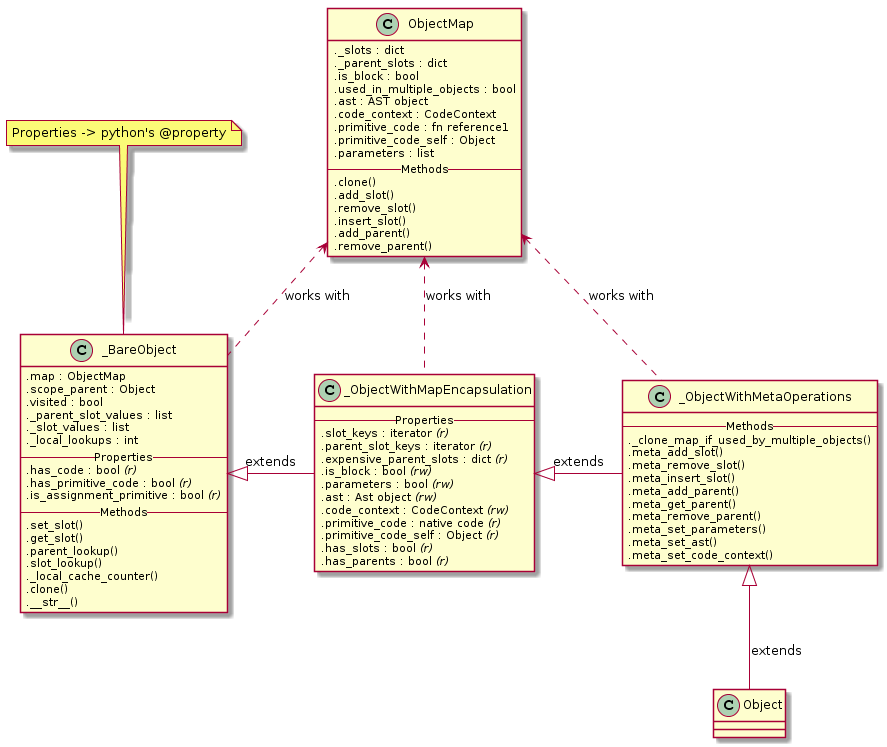 C ObjectMap
._slots : dict
._parent_slots : dict
.is_block : bool
.used_in_multiple_objects : bool
.ast : AST object
.code_context : CodeContext
.primitive_code : fn reference1
.primitive_code_self : Object
.parameters : list
Methods
.clone()
.add_slot()
.remove_slot()
.insert_slot()
.add_parent()
.remove_parent()
Properties -> python's @property
works with
works with
works with
C _BareObject
.map : ObjectMap
.scope_parent : Object
.visited : bool
._parent_slot_values : list
._slot_values : list
._local_lookups : int
Properties
.has_code : bool (r)
.has_primitive_code : bool (r)
.is_assignment_primitive : bool (r)
Methods
.set_slot()
.get_slot()
.parent_lookup()
.slot_lookup()
._local_cache_counter()
.clone()
.__str__()
extends
C _ObjectWithMapEncapsulation
Properties
.slot_keys : iterator (r)
.parent_slot_keys : iterator (r)
.expensive_parent_slots : dict (r)
.is_block : bool (rw)
.parameters : bool (rw)
.ast : Ast object (rw)
.code_context : CodeContext (rw)
.primitive_code : native code (r)
.primitive_code_self : Object (r)
.has_slots : bool (r)
.has_parents : bool (r)
extends
C _ObjectWithMetaOperations
Methods
._clone_map_if_used_by_multiple_objects()
.meta_add_slot()
.meta_remove_slot()
.meta_insert_slot()
.meta_add_parent()
.meta_get_parent()
.meta_remove_parent()
.meta_set_parameters()
.meta_set_ast()
.meta_set_code_context()
extends
C Object